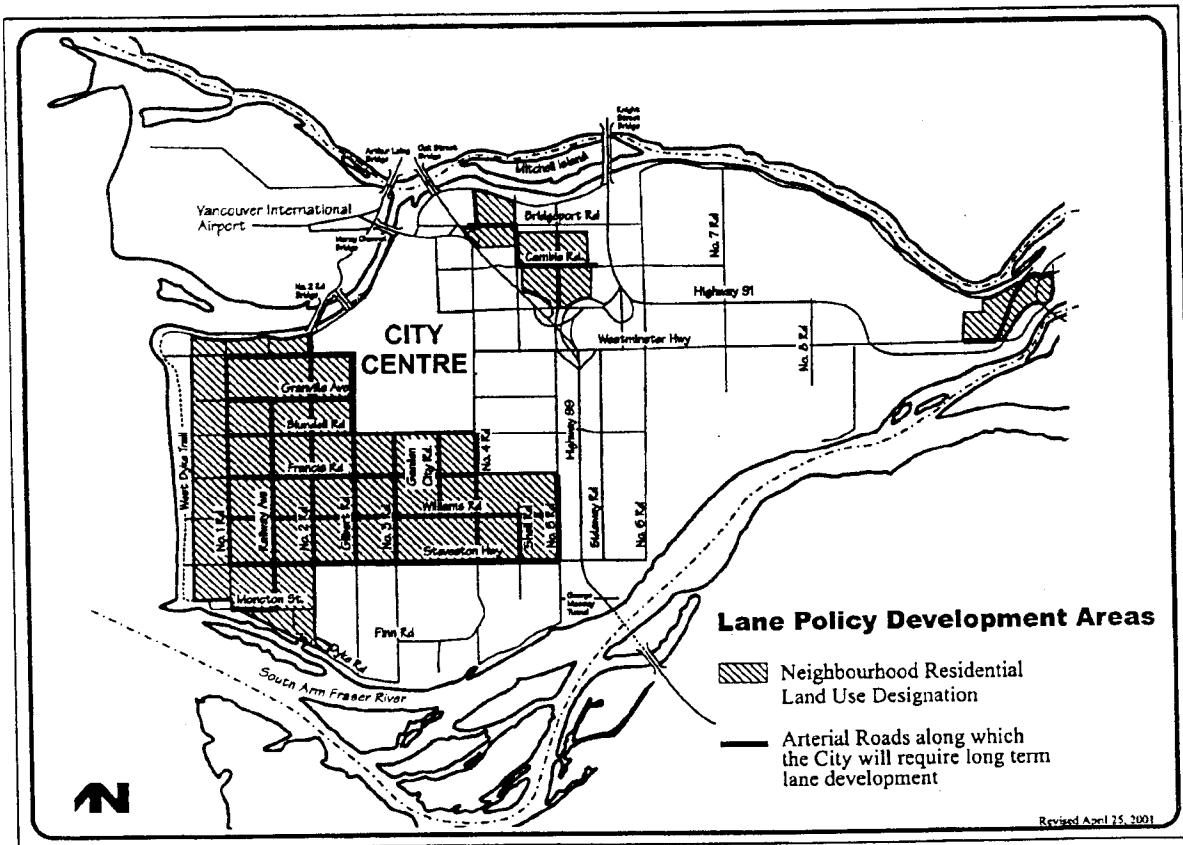 Knight
Street
Bridge
Arthur Laing
Bridge
Oak Street
Bridge
Mitchell Island
Vancouver International
Airport
Bridgeport Rd
Moray Channel
Bridge
Cambie Rd.
No. 7 Rd
No. 2 Rd
Bridge
Highway 91
CITY
CENTRE
Westminster Hwy
No. 8 Rd
Granville Ave
Blundell Rd
Highway 99
West Dyke Trail
Francis Rd
Garden
City Rd.
No. 4 Rd
Williams Rd
No. 1 Rd
Railway Ave
No. 2 Rd
Gilbert Rd
No. 3 Rd
Shell Rd
No. 5 Rd
Sidaway Rd
No. 6 Rd
Steveston Hwy
Moncton St.
George
Massey
Tunnel
Finn Rd
Dyke Rd
South Arm Fraser River
Lane Policy Development Areas
Neighbourhood Residential
Land Use Designation
Arterial Roads along which
the City will require long term
lane development
N
Revised April 25, 2001